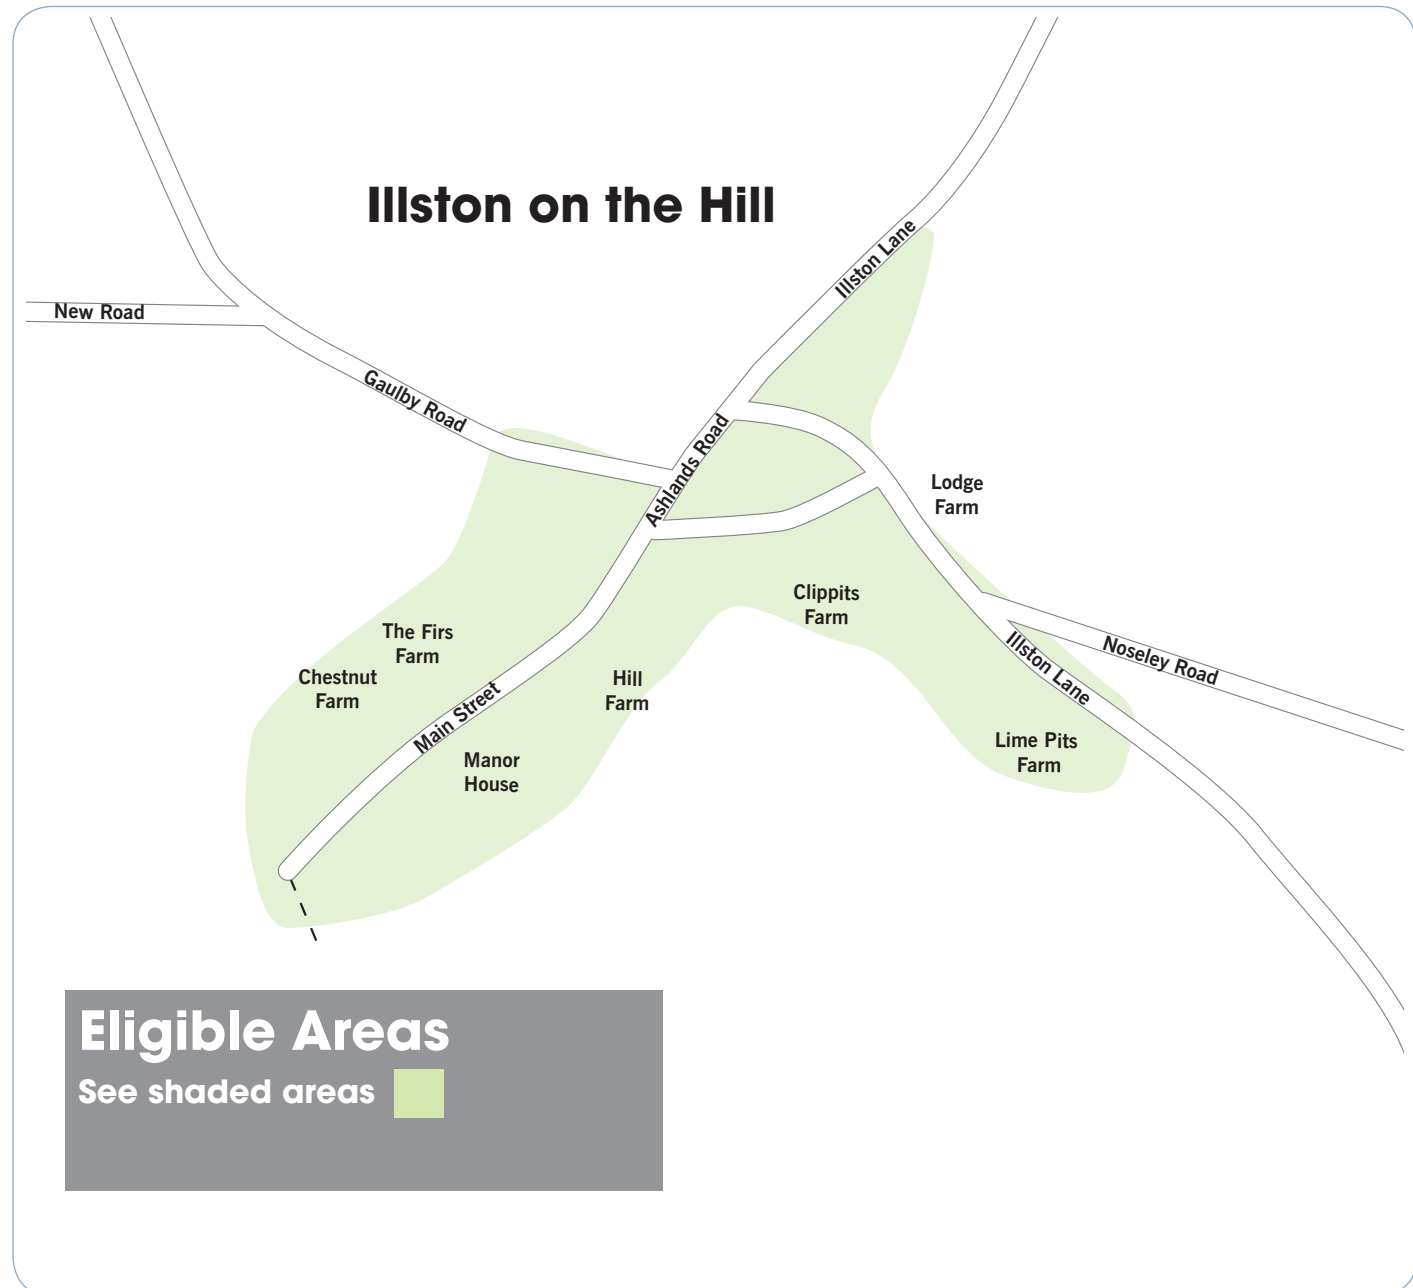 Illston on the Hill
Illston Lane
New Road
Gaulby Road
Ashlands Road
Lodge
Farm
Clippits
Farm
The Firs
Farm
Chestnut
Farm
Hill
Farm
Main Street
Manor
House
Illston Lane
Noseley Road
Lime Pits
Farm
Eligible Areas
See shaded areas